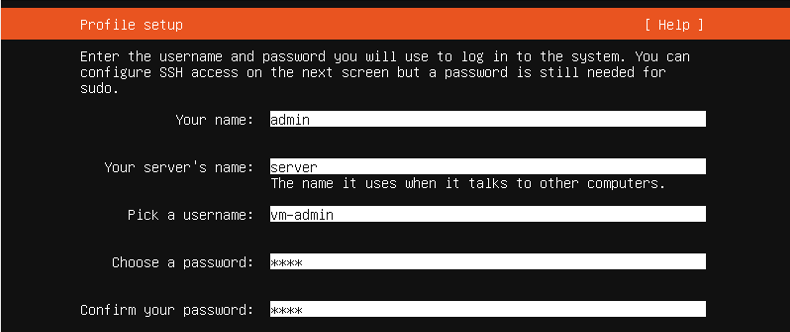 Profile setup [ Help ]
Enter the username and password you will use to log in to the system. You can
configure SSH access on the next screen but a password is still needed for
sudo.
Your name: admin
Your server's name: server
The name it uses when it talks to other computers.
Pick a username: vm-admin
Choose a password: ****
Confirm your password: ****